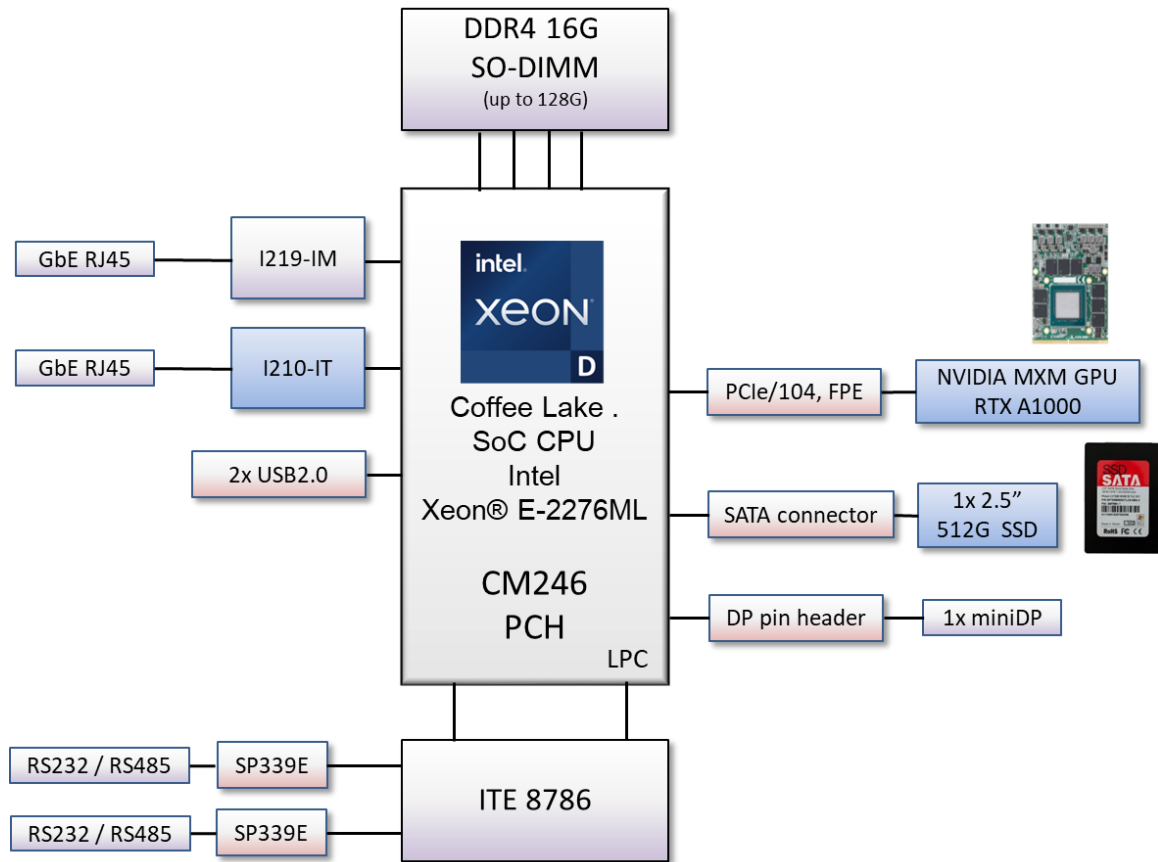 DDR4 16G
SO-DIMM
(up to 128G)
GbE RJ45
I219-IM
intel.
xeon®
D
GbE RJ45
I210-IT
PCIe/104, FPE
NVIDIA MXM GPU
RTX A1000
Coffee Lake .
SoC CPU
Intel
Xeon® E-2276ML
2x USB2.0
SATA connector
1x 2.5”
512G SSD
SSD
SATA
RoHS
CM246
PCH
LPC
DP pin header
1x miniDP
RS232 / RS485
SP339E
ITE 8786
RS232 / RS485
SP339E